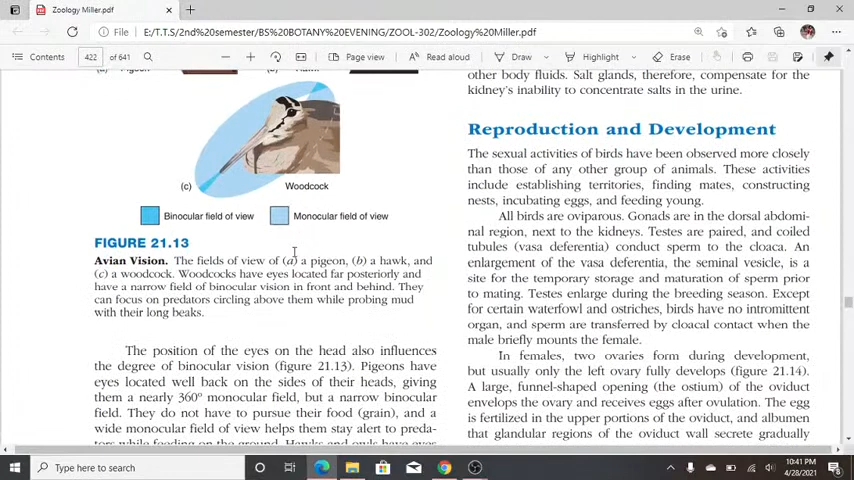 Zoology Miller.pdf
File
E:/T.T.S/2nd%20semester/BS%20BOTANY%20EVENING/ZOOL-302/Zoology%20Miller.pdf
Contents
422
of 641
Page view
Read aloud
Draw
Highlight
Erase
(c)
Woodcock
Binocular field of view
Monocular field of view
FIGURE 21.13
Avian Vision. The fields of view of (a) a pigeon, (b) a hawk, and
(c) a woodcock. Woodcocks have eyes located far posteriorly and
have a narrow field of binocular vision in front and behind. They
can focus on predators circling above them while probing mud
with their long beaks.
The position of the eyes on the head also influences
the degree of binocular vision (figure 21.13). Pigeons have
eyes located well back on the sides of their heads, giving
them a nearly 360° monocular field, but a narrow binocular
field. They do not have to pursue their food (grain), and a
wide monocular field of view helps them stay alert to preda-
tors while feeding on the ground. Hawks and owls have eyes
other body fluids. Salt glands, therefore, compensate for the
kidney's inability to concentrate salts in the urine.
Reproduction and Development
The sexual activities of birds have been observed more closely
than those of any other group of animals. These activities
include establishing territories, finding mates, constructing
nests, incubating eggs, and feeding young.
All birds are oviparous. Gonads are in the dorsal abdomi-
nal region, next to the kidneys. Testes are paired, and coiled
tubules (vasa deferentia) conduct sperm to the cloaca. An
enlargement of the vasa deferentia, the seminal vesicle, is a
site for the temporary storage and maturation of sperm prior
to mating. Testes enlarge during the breeding season. Except
for certain waterfowl and ostriches, birds have no intromittent
organ, and sperm are transferred by cloacal contact when the
male briefly mounts the female.
In females, two ovaries form during development,
but usually only the left ovary fully develops (figure 21.14).
A large, funnel-shaped opening (the ostium) of the oviduct
envelops the ovary and receives eggs after ovulation. The egg
is fertilized in the upper portions of the oviduct, and albumen
that glandular regions of the oviduct wall secrete gradually
Type here to search
10:41 PM
4/28/2021